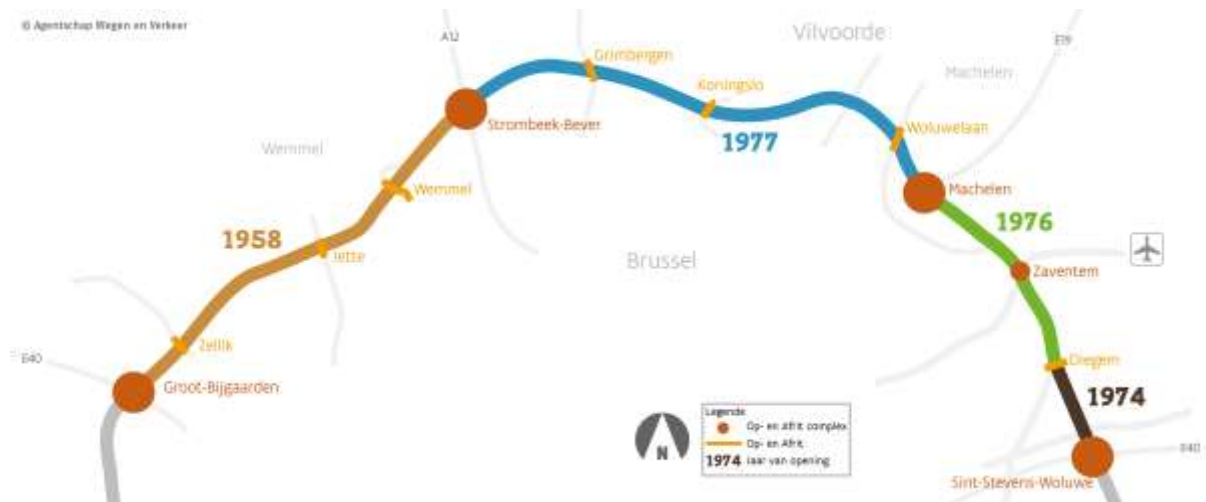 © Agentschap Wegen en Verkeer
A12
Vilvoorde
E19
Grimbergen
Machelen
Koningslo
Strombeek-Bever
1977
Woluwelaan
Wemmel
Wemmel
Machelen
1958
1976
Jette
Brussel
Zaventem
Zellik
E40
Diegem
Groot-Bijgaarden
1974
Legende
Op- en Afrit complex
Op- en Afrit
1974 Jaar van opening
N
E40
Sint-Stevens-Woluwe